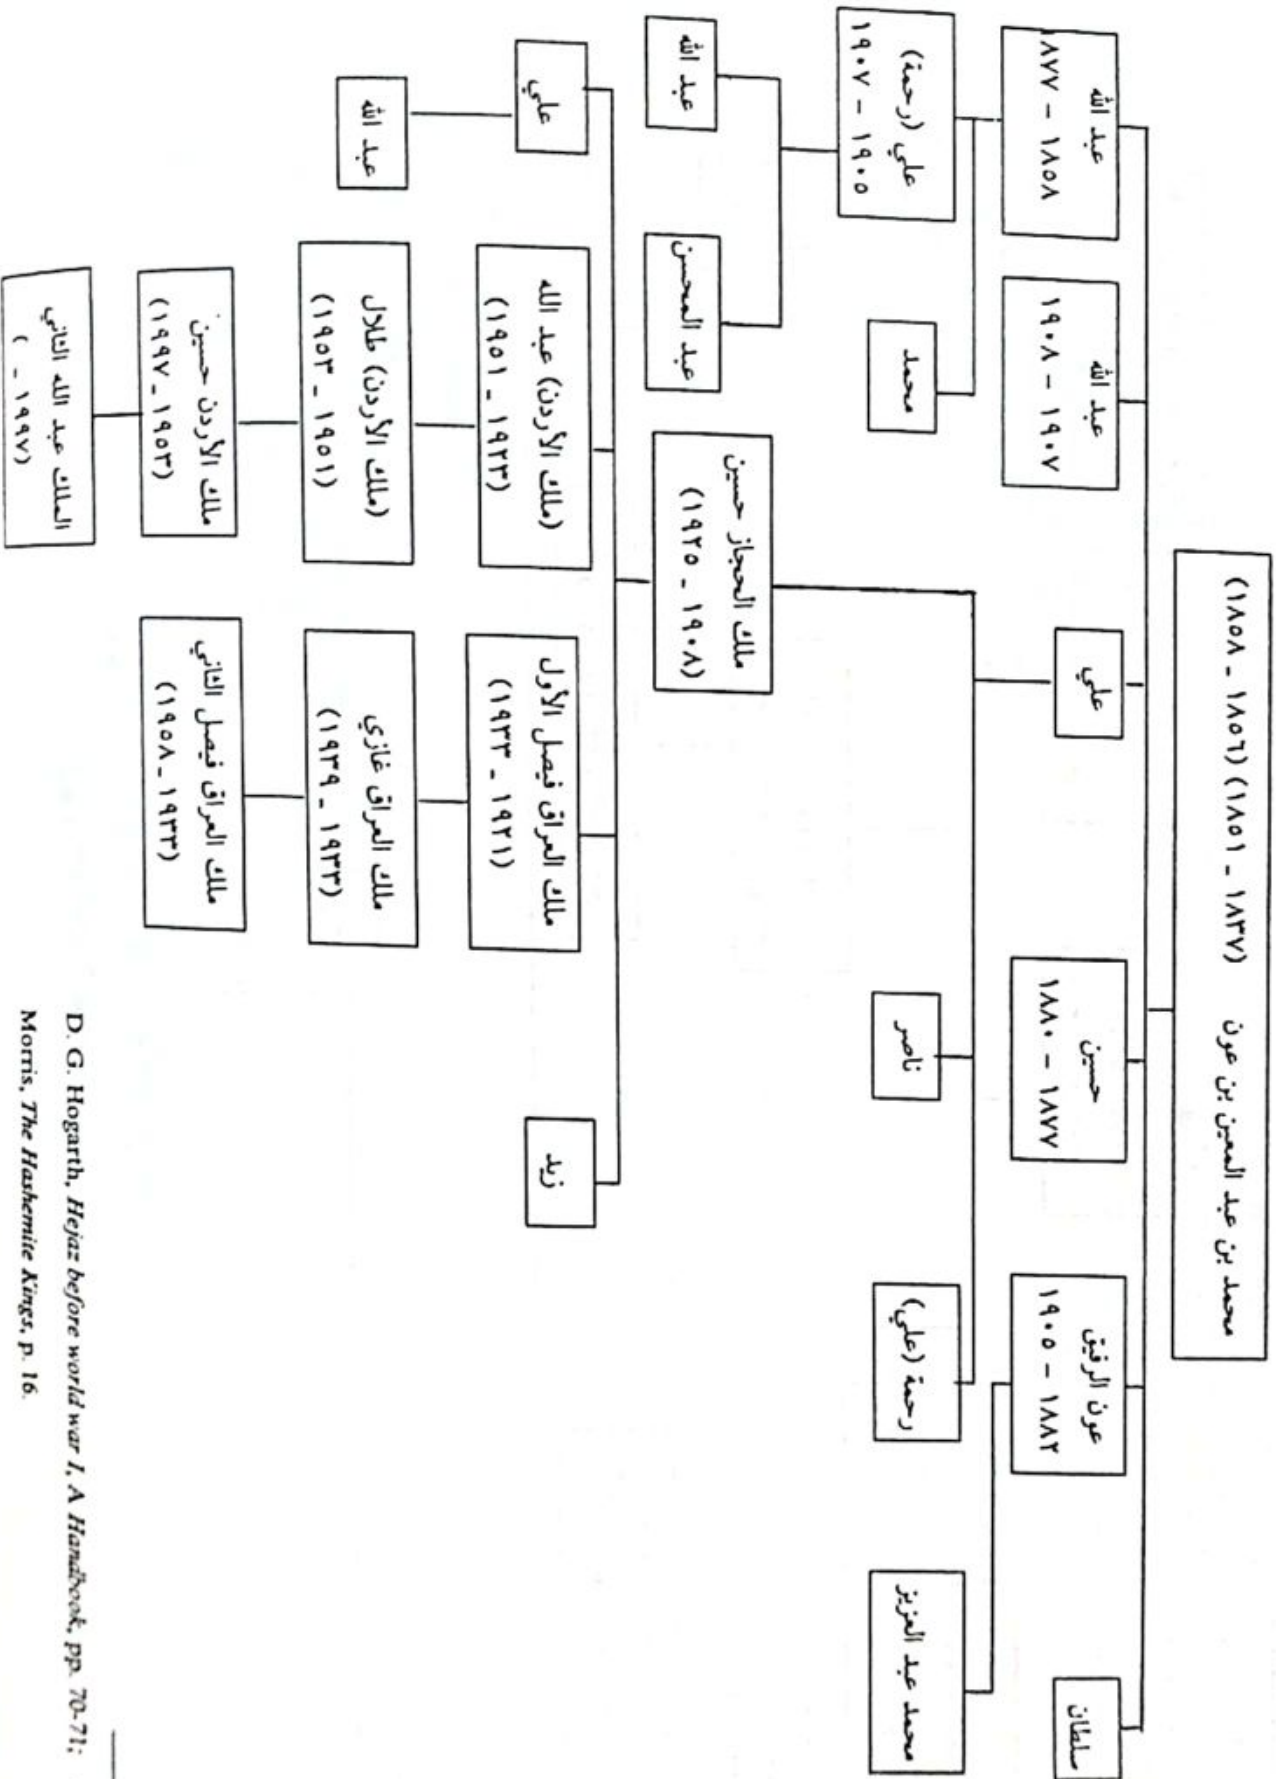 محمد بن عبد المعين بن عون (١٨٣٧ ـ ١٨٥١) (١٨٥٦ ـ ١٨٥٨)
سلطان
عون الرفيق
١٨٨٢ – ١٩٠٥
حسين
١٨٧٧ – ١٨٨٠
علي
عبد الله
١٩٠٧ – ١٩٠٨
عبد الله
١٨٥٨ – ١٨٧٧
محمد عبد العزيز
رحمة (علي)
ناصر
محمد
علي (رحمة)
١٩٠٥ – ١٩٠٧
ملك الحجاز حسين
(١٩٠٨ ـ ١٩٢٥)
عبد المحسن
عبد الله
زيد
ملك العراق فيصل الأول
(١٩٢١ ـ ١٩٣٣)
(ملك الأردن) عبد الله
(١٩٢٣ ـ ١٩٥١)
علي
ملك العراق غازي
(١٩٣٣ ـ ١٩٣٩)
(ملك الأردن) طلال
(١٩٥١ ـ ١٩٥٣)
عبد الله
ملك العراق فيصل الثاني
(١٩٣٣ ـ ١٩٥٨)
ملك الأردن حسين
(١٩٥٣ ـ ١٩٩٧)
الملك عبد الله الثاني
(١٩٩٧ ـ )
D. G. Hogarth, Hejaz before world war I, A Handbook, pp. 70-71;
Morris, The Hashemite Kings, p. 16.